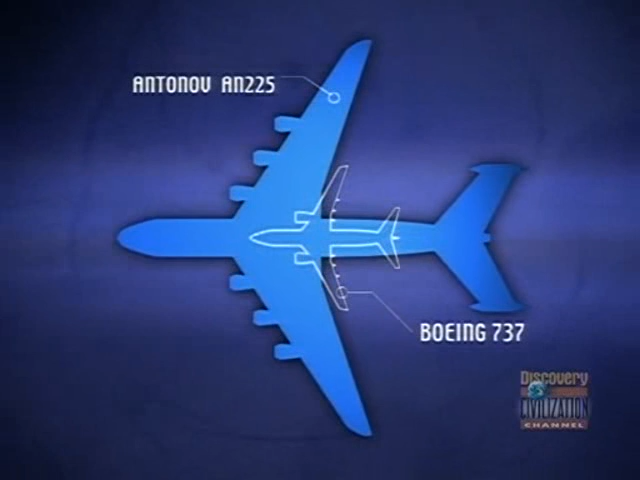 ANTONOV AN225
BOEING 737
Discovery
CIVILIZATION
CHANNEL